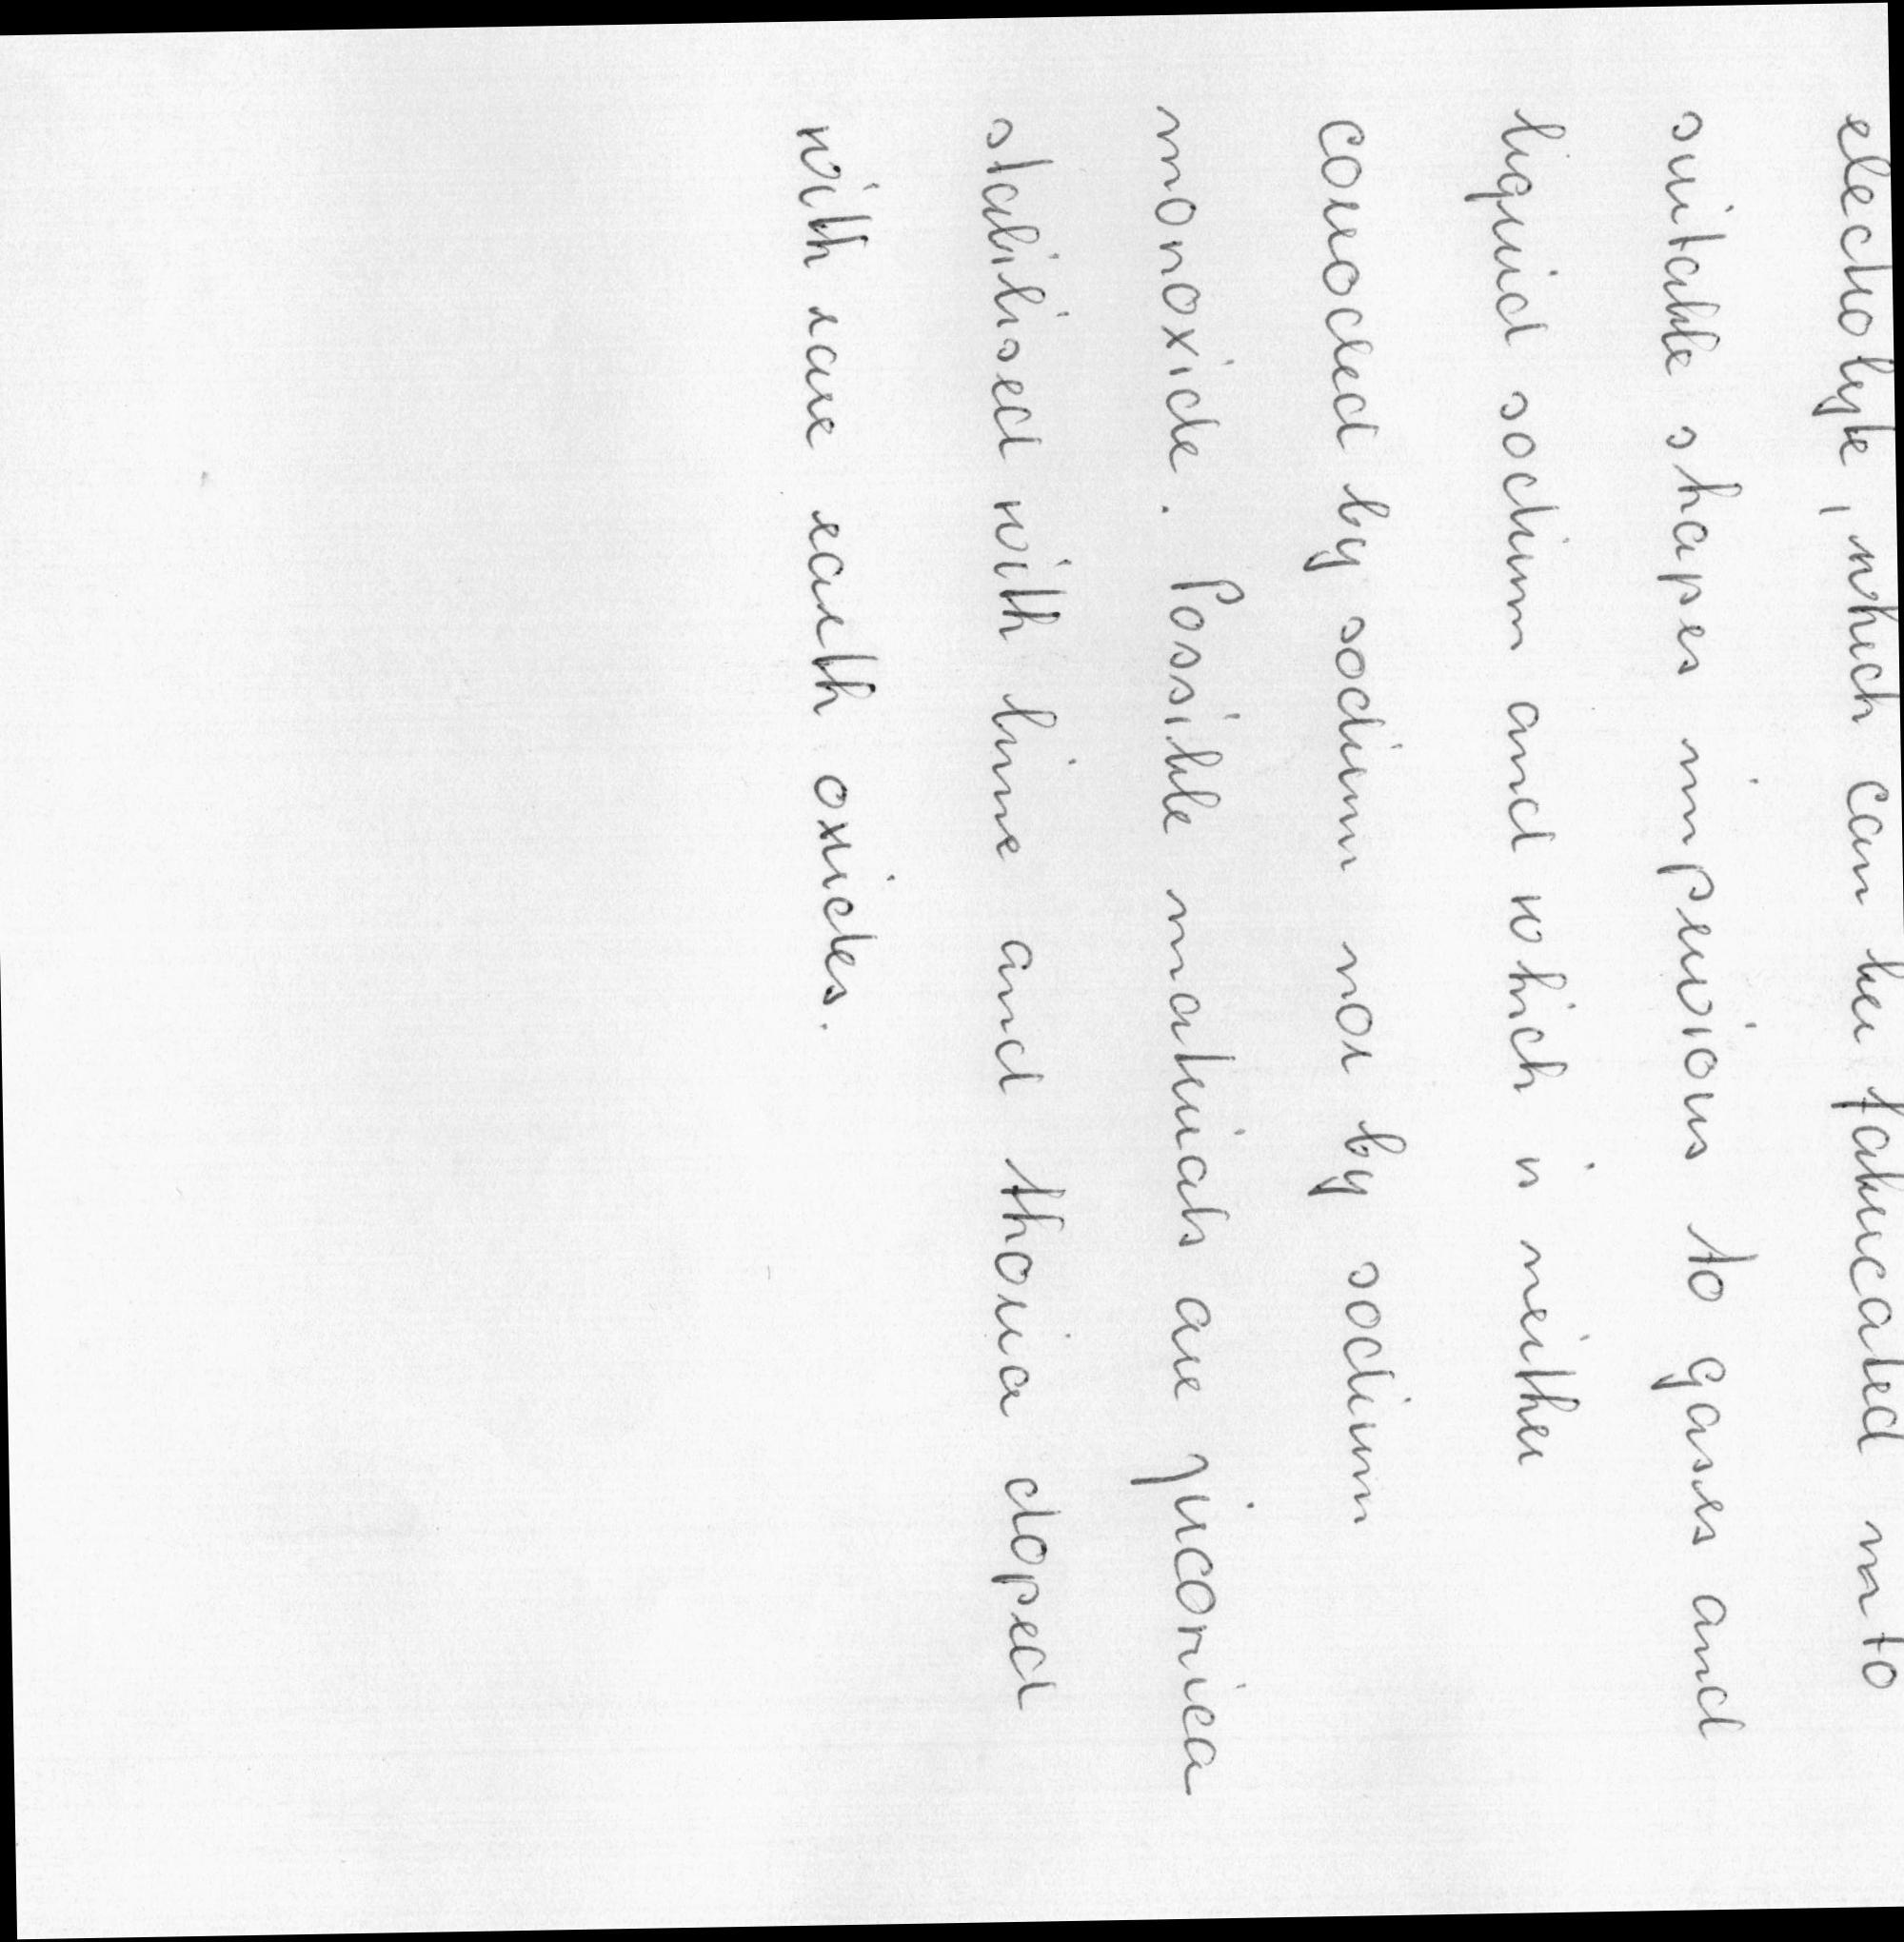 electrolyte, which can be fabricated into
suitable shapes impervious to gases and
liquid sodium and which is neither
corroded by sodium nor by sodium
monoxide. Possible materials are zirconica
stabilised with lime and thoria doped
with rare earth oxides.